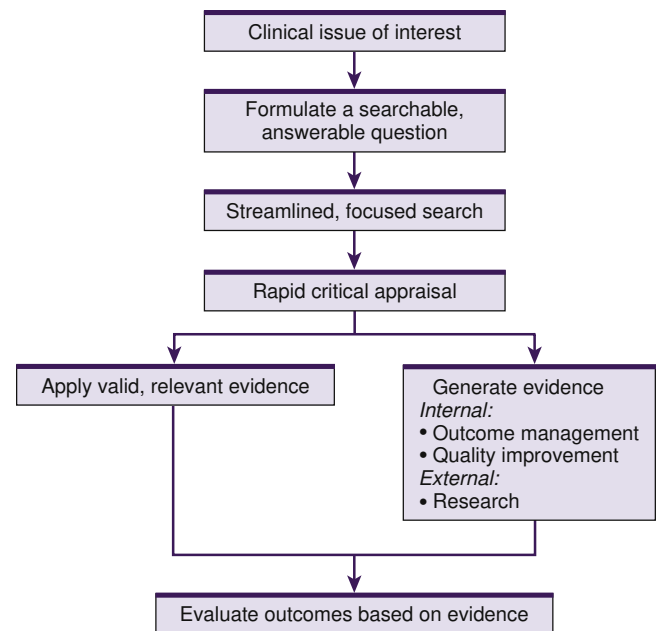 Clinical issue of interest
Formulate a searchable,
answerable question
Streamlined, focused search
Rapid critical appraisal
Apply valid, relevant evidence
Generate evidence
Internal:
• Outcome management
• Quality improvement
External:
• Research
Evaluate outcomes based on evidence